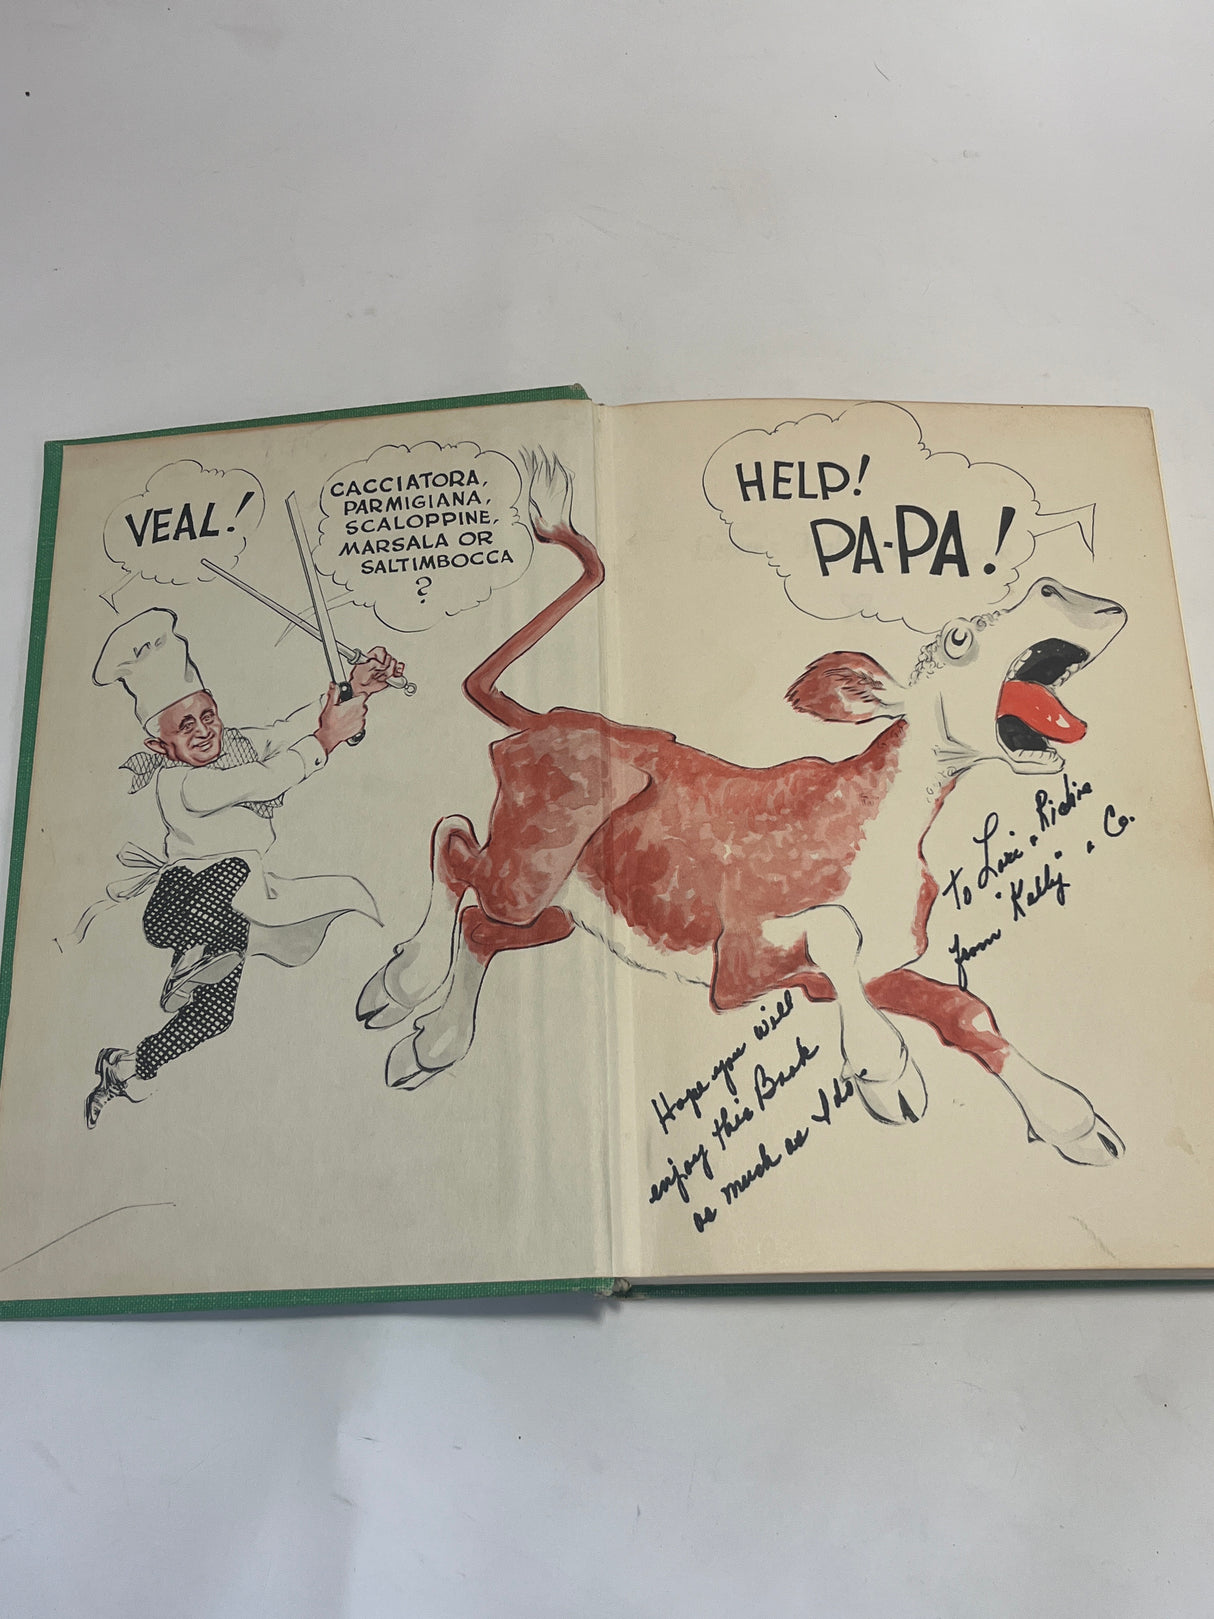 VEAL!
CACCIATORA,
PARMIGIANA,
SCALOPPINE,
MARSALA OR
SALTIMBOCCA
?
HELP!
PA-PA!
To Lori & Richie
from "Kelly" & Co.
Hope you will
enjoy this Book
as much as I do